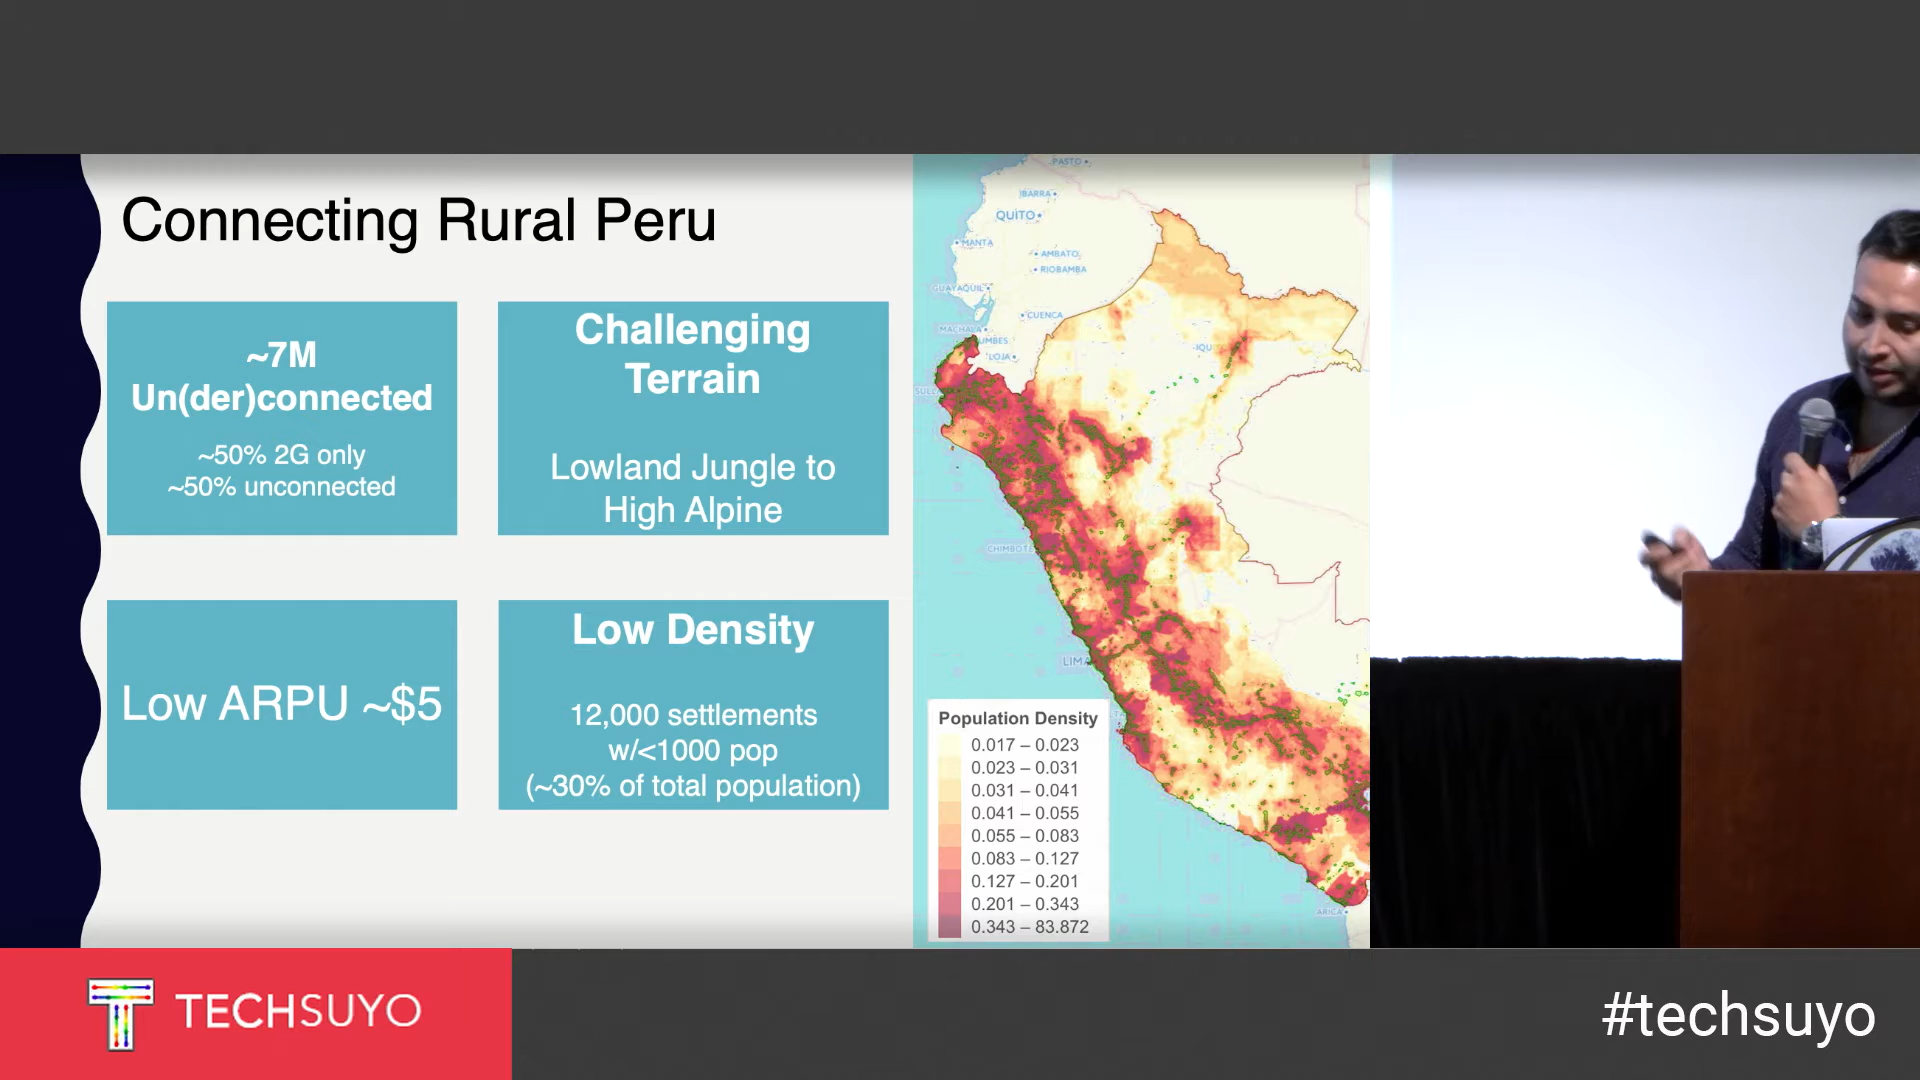 Connecting Rural Peru
~7M
Un(der)connected
~50% 2G only
~50% unconnected
Challenging
Terrain
Lowland Jungle to
High Alpine
Low ARPU ~$5
Low Density
12,000 settlements
w/<1000 pop
(~30% of total population)
PASTO
IBARRA
QUITO
MANTA
AMBATO
RIOBAMBA
GUAYAQUIL
CUENCA
MACHALA
UMBES
LOJA
IQU
SULL
CHIMBOTE
LIMA
ARICA
Population Density
0.017 – 0.023
0.023 – 0.031
0.031 – 0.041
0.041 – 0.055
0.055 – 0.083
0.083 – 0.127
0.127 – 0.201
0.201 – 0.343
0.343 – 83.872
TECHSUYO
#techsuyo